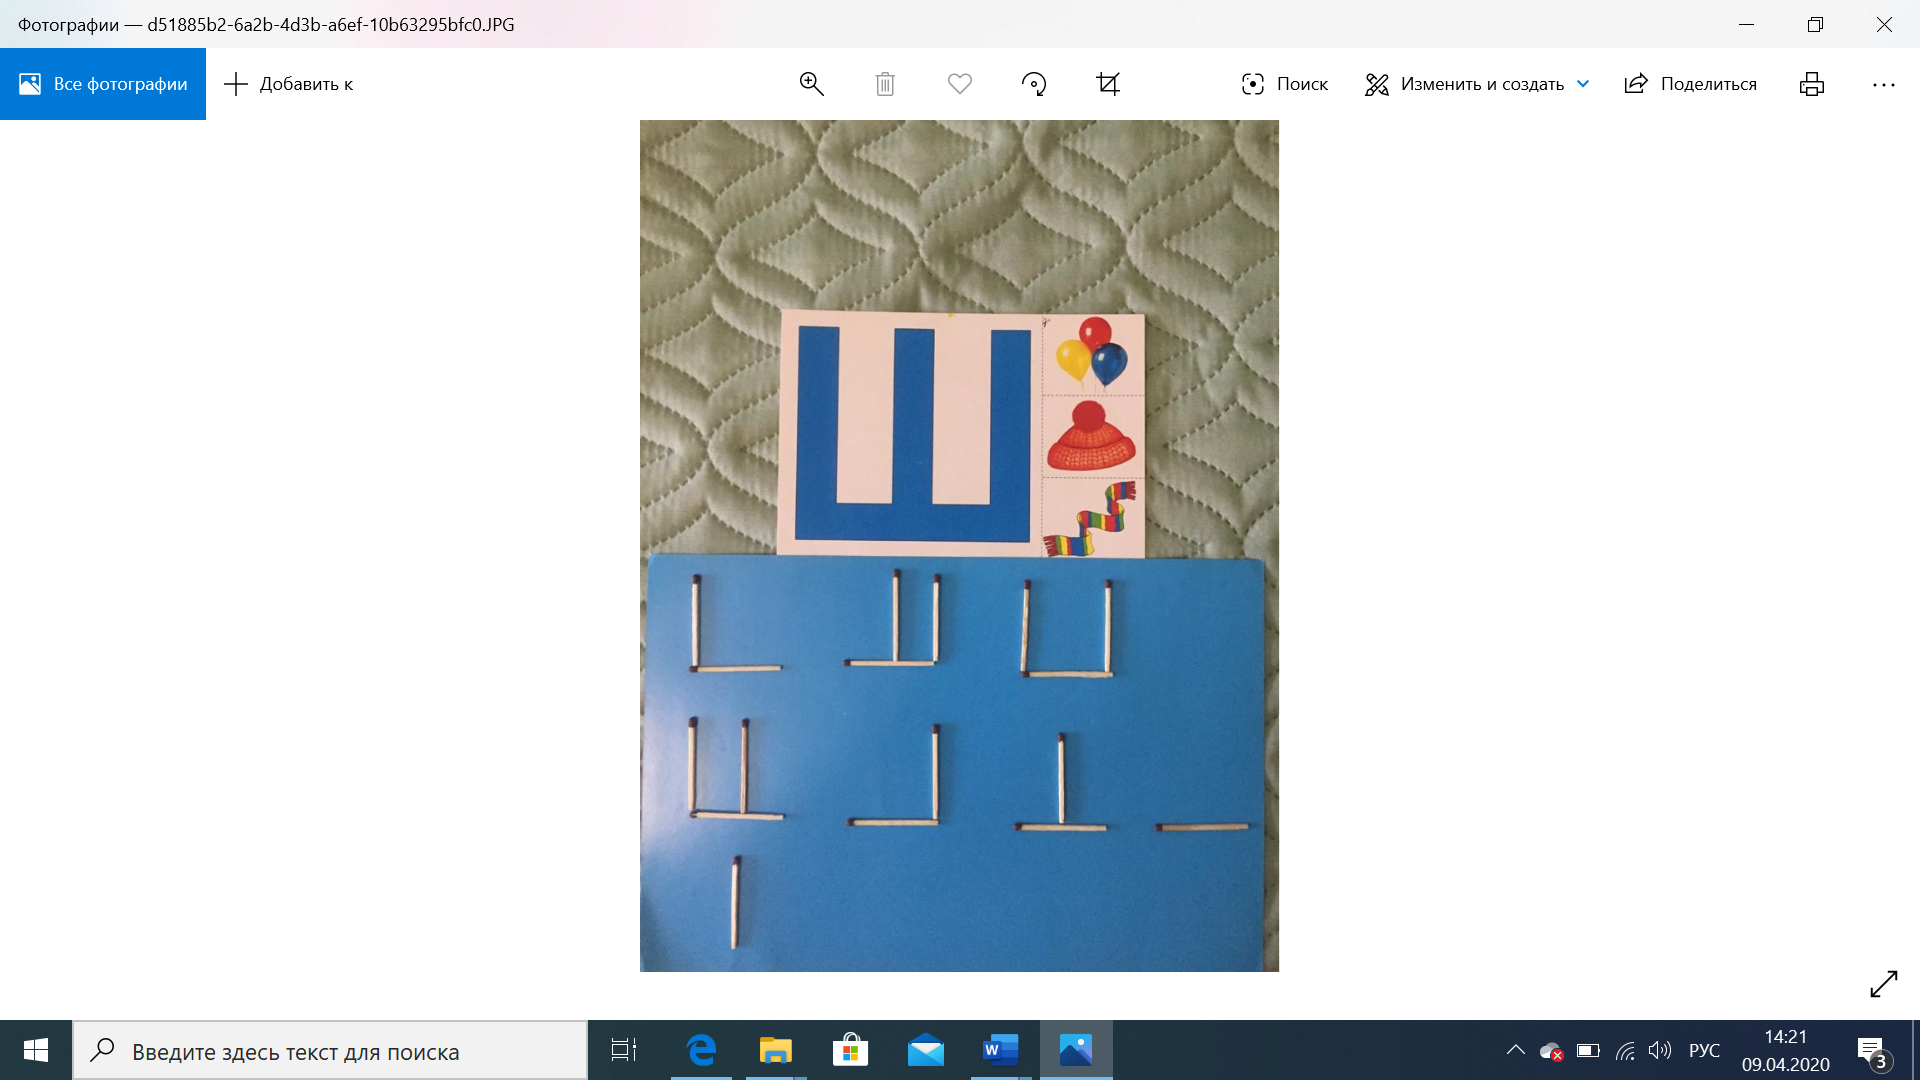 Фотографии — d51885b2-6a2b-4d3b-a6ef-10b63295bfc0.JPG
Все фотографии
Добавить к
Поиск
Изменить и создать
Поделиться
Ш
Введите здесь текст для поиска
W
РУС
14:21
09.04.2020
3